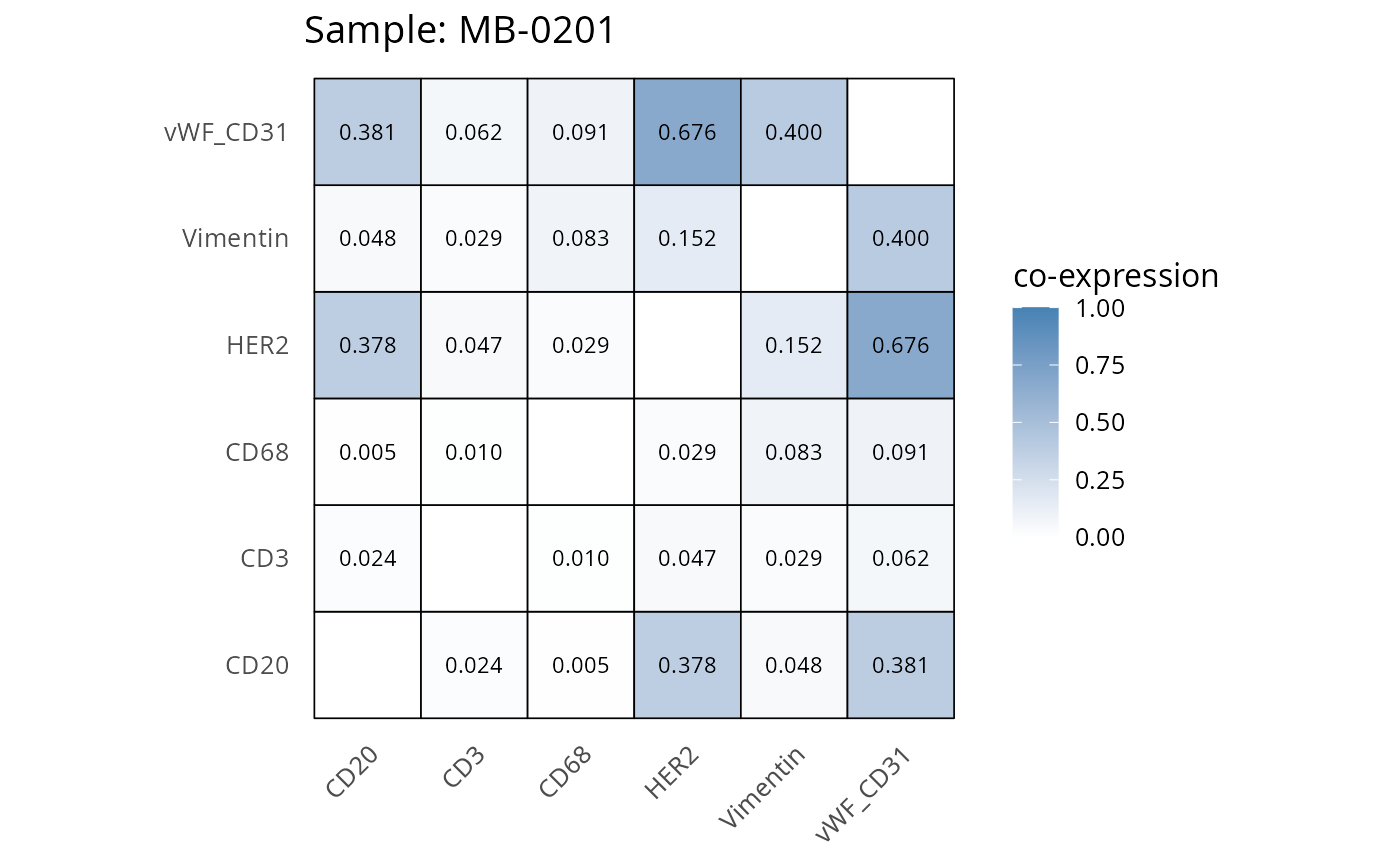 Sample: MB-0201
vWF_CD31 0.381 0.062 0.091 0.676 0.400
Vimentin 0.048 0.029 0.083 0.152 0.400
HER2 0.378 0.047 0.029 0.152 0.676
CD68 0.005 0.010 0.029 0.083 0.091
CD3 0.024 0.010 0.047 0.029 0.062
CD20 0.024 0.005 0.378 0.048 0.381
CD20 CD3 CD68 HER2 Vimentin vWF_CD31
co-expression
1.00
0.75
0.50
0.25
0.00